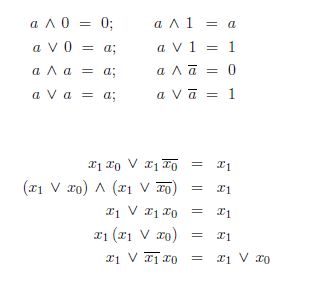 a ∧ 0 = 0; a ∧ 1 = a
a ∨ 0 = a; a ∨ 1 = 1
a ∧ a = a; a ∧ a̅ = 0
a ∨ a = a; a ∨ a̅ = 1
x₁ x₀ ∨ x₁ x̅₀ = x₁
(x₁ ∨ x₀) ∧ (x₁ ∨ x̅₀) = x₁
x₁ ∨ x₁ x₀ = x₁
x₁ (x₁ ∨ x₀) = x₁
x₁ ∨ x̅₁ x₀ = x₁ ∨ x₀